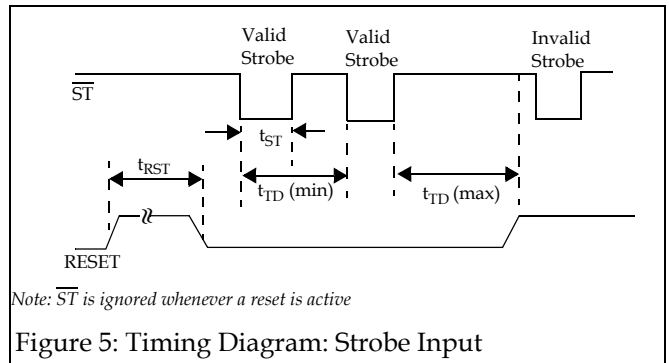 Valid
Strobe
Valid
Strobe
Invalid
Strobe
ST
tST
tRST
tTD (min)
tTD (max)
RESET
Note: ST is ignored whenever a reset is active
Figure 5: Timing Diagram: Strobe Input